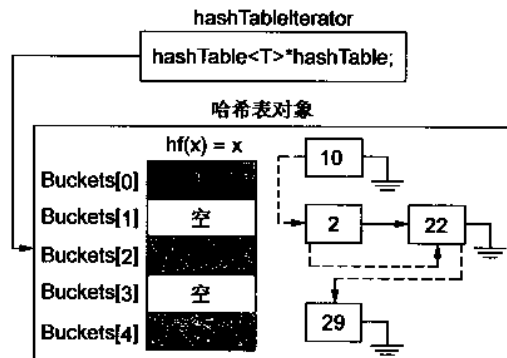 hashTableIterator
hashTable<T>*hashTable;
哈希表对象
hf(x) = x
Buckets[0]
10
Buckets[1]
空
2
22
Buckets[2]
Buckets[3]
空
Buckets[4]
29